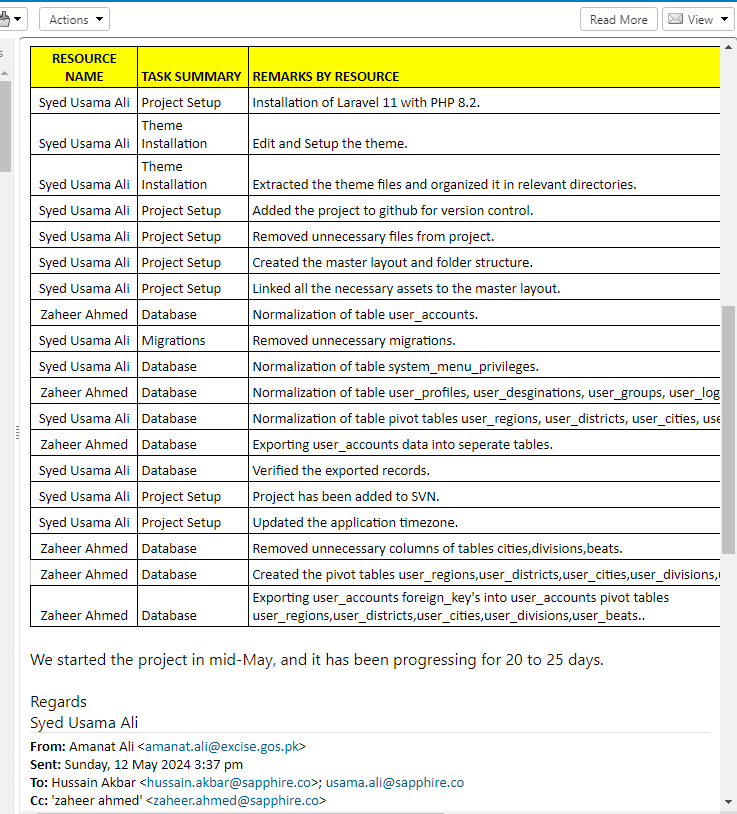 Actions
Read More
View
s
RESOURCE NAME TASK SUMMARY REMARKS BY RESOURCE
Syed Usama Ali Project Setup Installation of Laravel 11 with PHP 8.2.
Syed Usama Ali Theme Installation Edit and Setup the theme.
Syed Usama Ali Theme Installation Extracted the theme files and organized it in relevant directories.
Syed Usama Ali Project Setup Added the project to github for version control.
Syed Usama Ali Project Setup Removed unnecessary files from project.
Syed Usama Ali Project Setup Created the master layout and folder structure.
Syed Usama Ali Project Setup Linked all the necessary assets to the master layout.
Zaheer Ahmed Database Normalization of table user_accounts.
Syed Usama Ali Migrations Removed unnecessary migrations.
Syed Usama Ali Database Normalization of table system_menu_privileges.
Zaheer Ahmed Database Normalization of table user_profiles, user_desginations, user_groups, user_log
Syed Usama Ali Database Normalization of table pivot tables user_regions, user_districts, user_cities, use
Zaheer Ahmed Database Exporting user_accounts data into seperate tables.
Syed Usama Ali Database Verified the exported records.
Syed Usama Ali Project Setup Project has been added to SVN.
Syed Usama Ali Project Setup Updated the application timezone.
Zaheer Ahmed Database Removed unnecessary columns of tables cities,divisions,beats.
Zaheer Ahmed Database Created the pivot tables user_regions,user_districts,user_cities,user_divisions,
Zaheer Ahmed Database Exporting user_accounts foreign_key's into user_accounts pivot tables
user_regions,user_districts,user_cities,user_divisions,user_beats..
We started the project in mid-May, and it has been progressing for 20 to 25 days.
Regards
Syed Usama Ali
From: Amanat Ali <amanat.ali@excise.gos.pk>
Sent: Sunday, 12 May 2024 3:37 pm
To: Hussain Akbar <hussain.akbar@sapphire.co>; usama.ali@sapphire.co
Cc: 'zaheer ahmed' <zaheer.ahmed@sapphire.co>